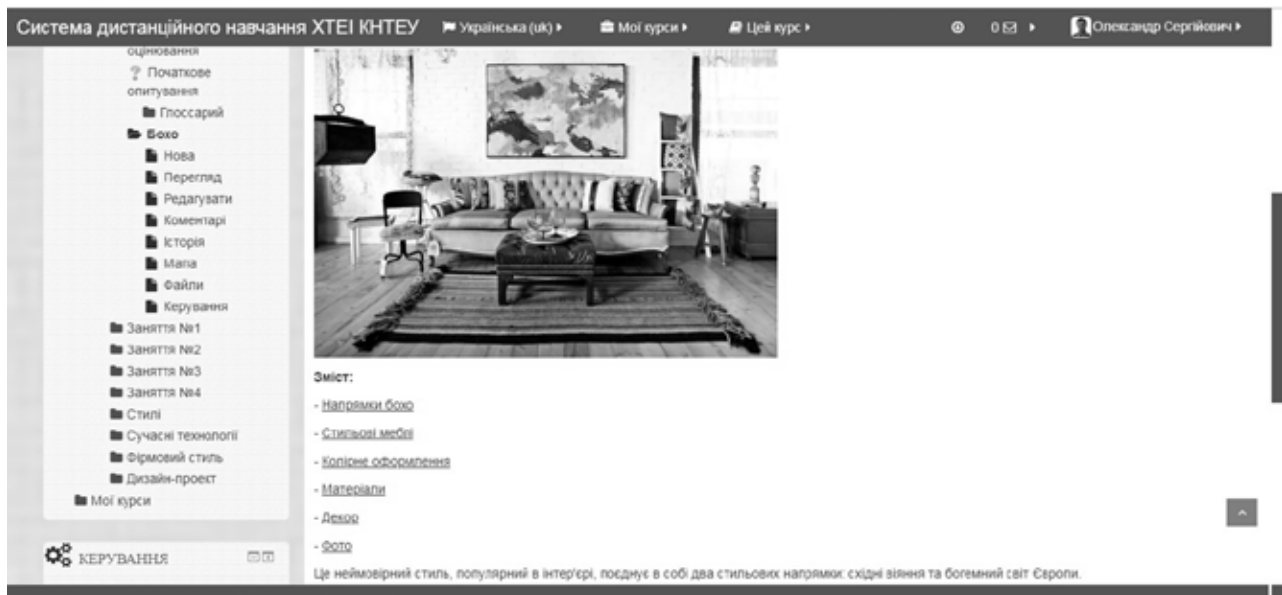 Система дистанційного навчання ХТЕІ КНТЕУ Українська (uk) Мої курси Цей курс 0 Олександр Сергійович
оцінювання
Початкове
опитування
Глоссарий
Бохо
Нова
Перегляд
Редагувати
Коментарі
Історія
Мапа
Файли
Керування
Заняття №1
Заняття №2
Заняття №3
Заняття №4
Стилі
Сучасні технології
Фірмовий стиль
Дизайн-проект
Мої курси
КЕРУВАННЯ
Зміст:
- Напрямки бохо
- Стильові меблі
- Колірне оформлення
- Матеріали
- Декор
- Фото
Це неймовірний стиль, популярний в інтер'єрі, поєднує в собі два стильових напрямки: східні віяння та богемний світ Європи.